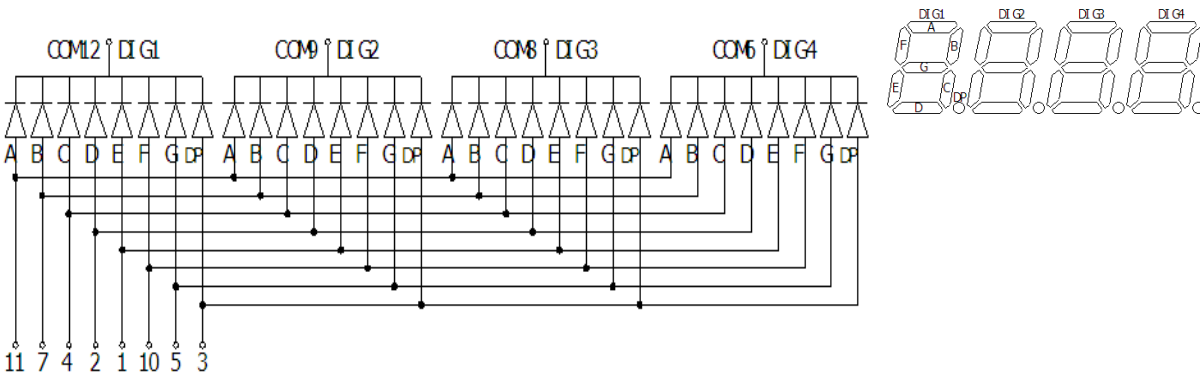 COM12 DIG1 COM9 DIG2 COM8 DIG3 COM6 DIG4
A B C D E F G DP A B C D E F G DP A B C D E F G DP A B C D E F G DP
11 7 4 2 1 10 5 3
DIG1 DIG2 DIG3 DIG4
A
F B
G
E C DP
D